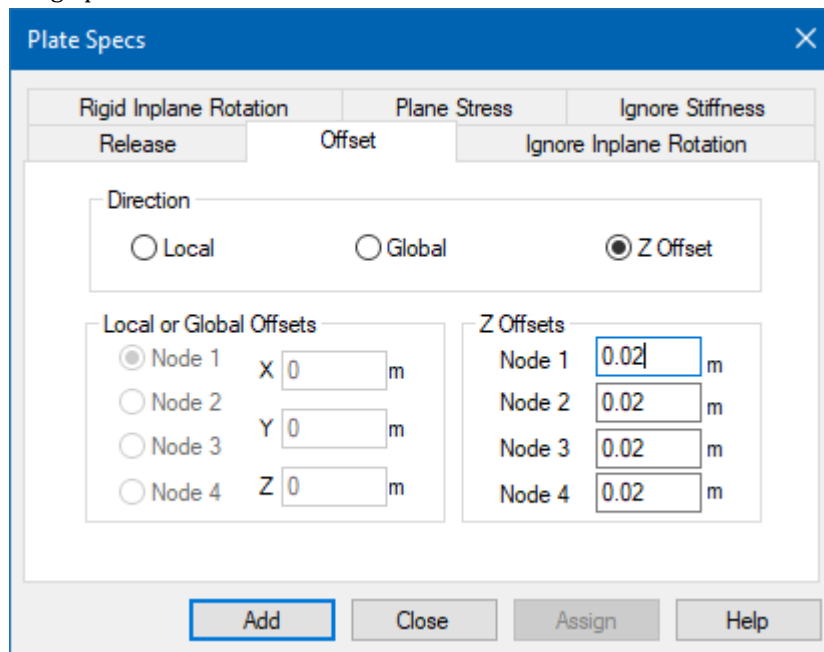 Plate Specs
Rigid Inplane Rotation Plane Stress Ignore Stiffness
Release Offset Ignore Inplane Rotation
Direction
Local Global Z Offset
Local or Global Offsets
Node 1
Node 2
Node 3
Node 4
X 0 m
Y 0 m
Z 0 m
Z Offsets
Node 1 0.02 m
Node 2 0.02 m
Node 3 0.02 m
Node 4 0.02 m
Add Close Assign Help